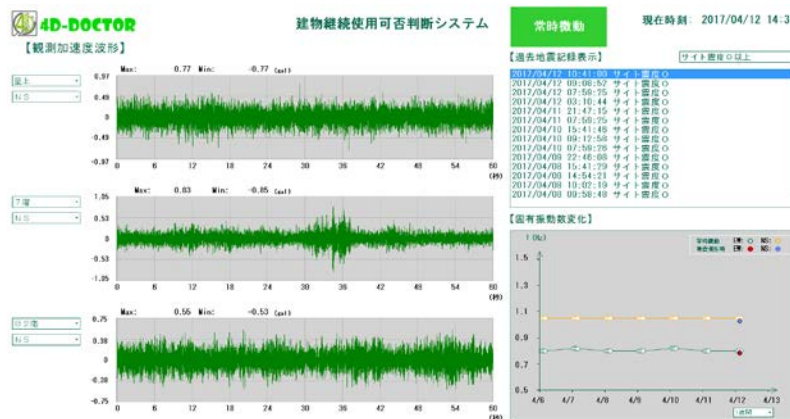 4D-DOCTOR
建物継続使用可否判断システム
常時微動
現在時刻: 2017/04/12 14:3
【観測加速度波形】
【過去地震記録表示】
サイト震度0以上
屋上
NS
Max: 0.77 Min: -0.77 (gal)
0.97
0.49
0
-0.49
-0.97
0 6 12 18 24 30 36 42 48 54 60
(秒)
7階
NS
Max: 0.83 Min: -0.85 (gal)
1.05
0.53
0
-0.53
-1.05
0 6 12 18 24 30 36 42 48 54 60
(秒)
B2階
NS
Max: 0.55 Min: -0.53 (gal)
0.75
0.38
0
-0.38
-0.75
0 6 12 18 24 30 36 42 48 54 60
(秒)
2017/04/12 10:41:09 サイト震度0
2017/04/12 09:08:52 サイト震度0
2017/04/12 07:59:25 サイト震度0
2017/04/12 03:10:44 サイト震度0
2017/04/11 21:47:15 サイト震度0
2017/04/11 07:59:25 サイト震度0
2017/04/10 15:41:46 サイト震度0
2017/04/10 09:12:58 サイト震度0
2017/04/10 07:59:26 サイト震度0
2017/04/09 22:46:08 サイト震度0
2017/04/09 15:41:29 サイト震度0
2017/04/09 14:54:21 サイト震度0
2017/04/09 10:02:19 サイト震度0
2017/04/09 09:58:48 サイト震度0
【固有振動数変化】
f (Hz)
常時微動 EW: NS:
EW: NS:
1.5
1.3
1.1
0.9
0.7
0.5
4/6 4/7 4/8 4/9 4/10 4/11 4/12 4/13
1週間